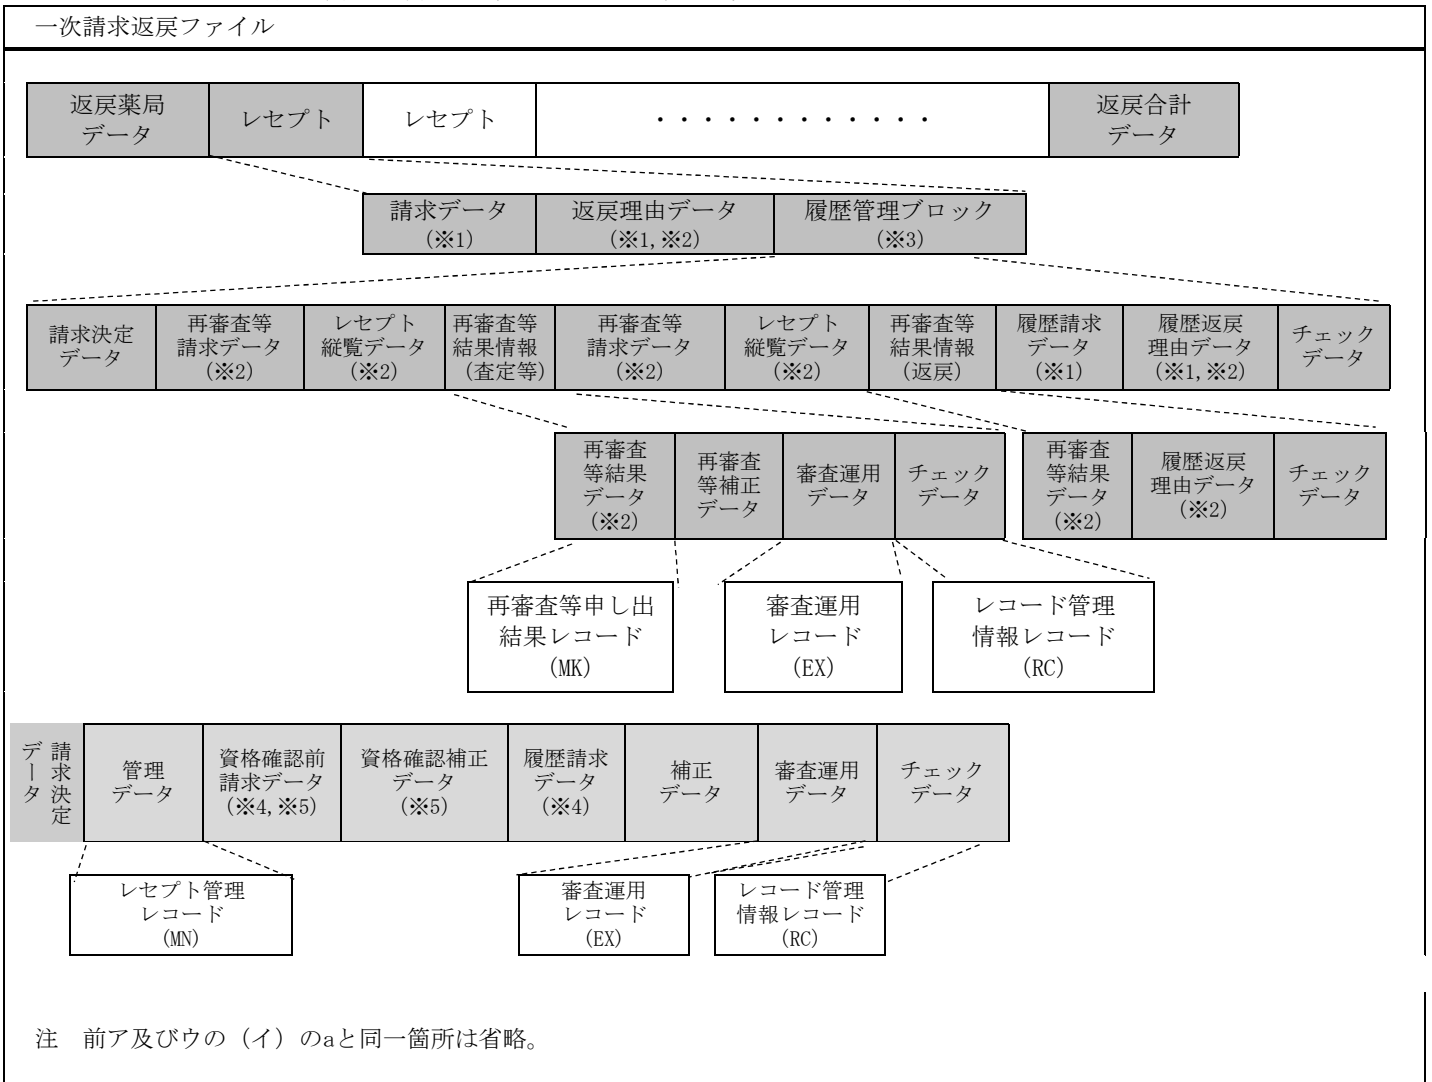 一次請求返戻ファイル
返戻薬局
データ
レセプト
レセプト
・・・・・・・・・・・・
返戻合計
データ
請求データ
(※1)
返戻理由データ
(※1,※2)
履歴管理ブロック
(※3)
請求決定
データ
再審査等
請求データ
(※2)
レセプト
縦覧データ
(※2)
再審査等
結果情報
(査定等)
再審査等
請求データ
(※2)
レセプト
縦覧データ
(※2)
再審査等
結果情報
(返戻)
履歴請求
データ
(※1)
履歴返戻
理由データ
(※1,※2)
チェック
データ
再審査
等結果
データ
(※2)
再審査
等補正
データ
審査運用
データ
チェック
データ
再審査
等結果
データ
(※2)
履歴返戻
理由データ
(※2)
チェック
データ
再審査等申し出
結果レコード
(MK)
審査運用
レコード
(EX)
レコード管理
情報レコード
(RC)
請求決定
データ
管理
データ
資格確認前
請求データ
(※4,※5)
資格確認補正
データ
(※5)
履歴請求
データ
(※4)
補正
データ
審査運用
データ
チェック
データ
レセプト管理
レコード
(MN)
審査運用
レコード
(EX)
レコード管理
情報レコード
(RC)
注　前ア及びウの（イ）のaと同一箇所は省略。